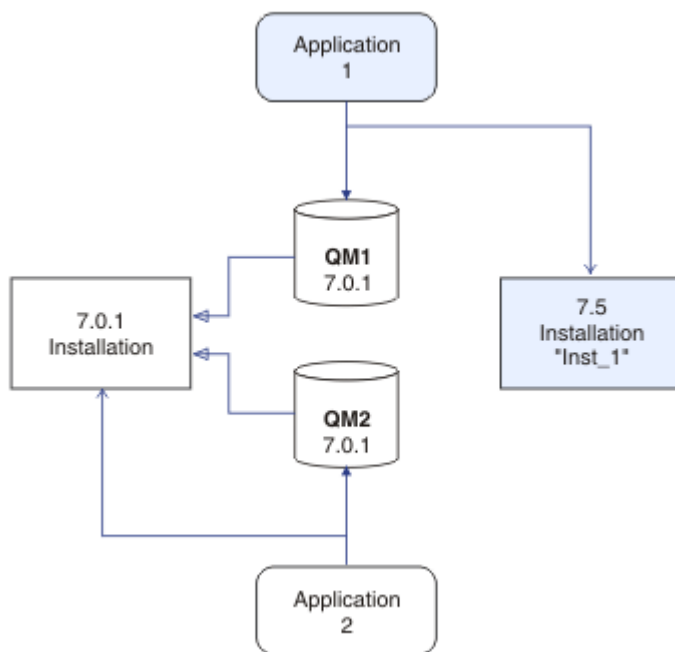 Application
1
QM1
7.0.1
7.0.1
Installation
7.5
Installation
"Inst_1"
QM2
7.0.1
Application
2